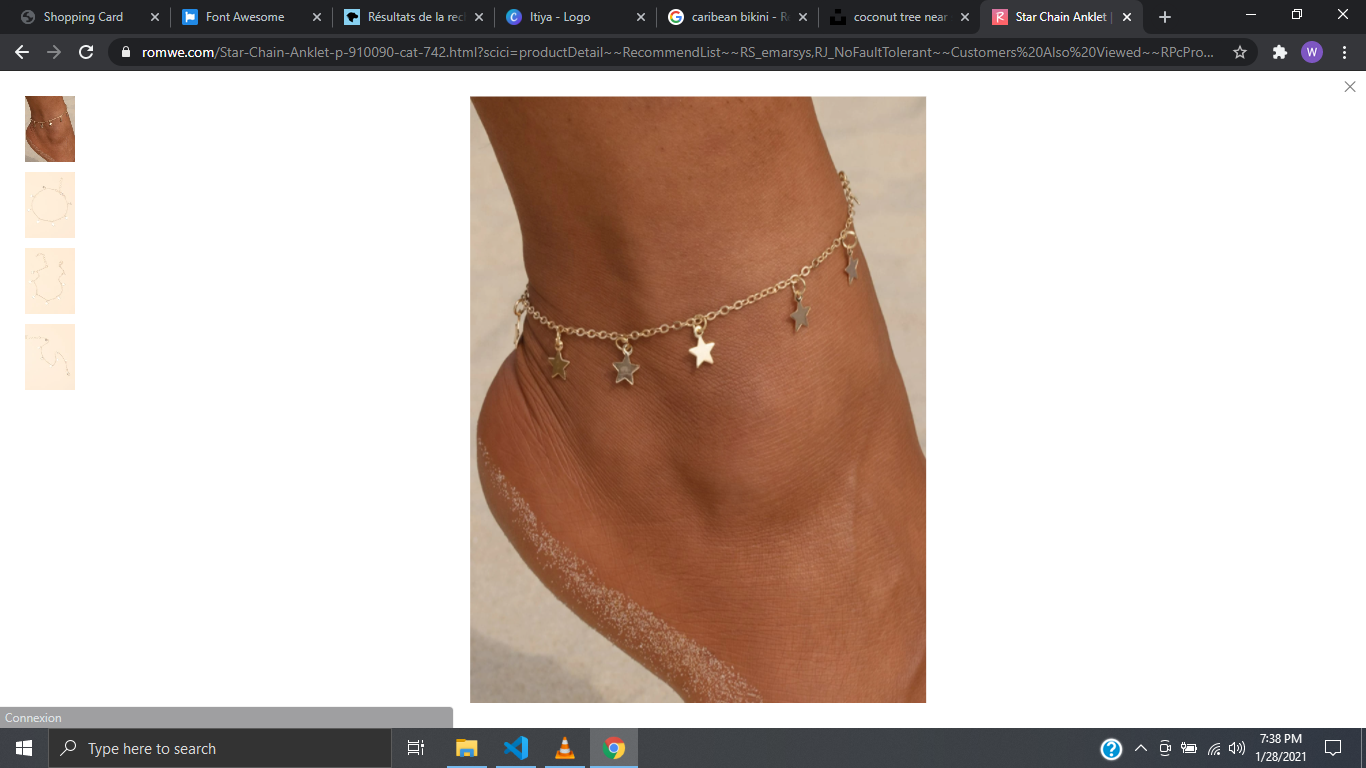 Shopping Card
Font Awesome
Résultats de la rec
Itiya - Logo
caribean bikini - R
coconut tree near
Star Chain Anklet |
romwe.com/Star-Chain-Anklet-p-910090-cat-742.html?scici=productDetail~~RecommendList~~RS_emarsys,RJ_NoFaultTolerant~~Customers%20Also%20Viewed~~RPcPro...
W
Connexion
Type here to search
7:38 PM
1/28/2021